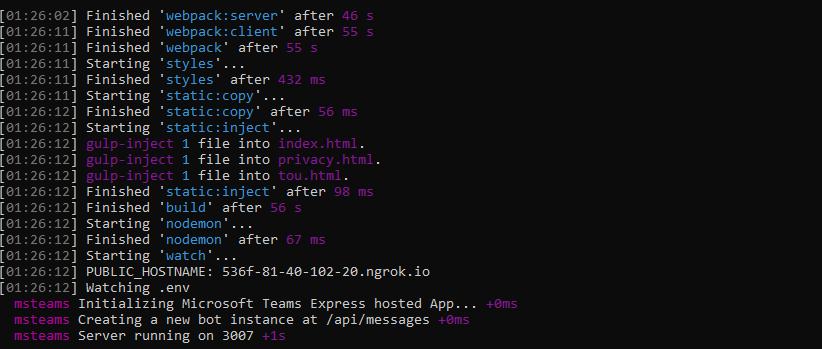 [01:26:02] Finished 'webpack:server' after 46 s
[01:26:11] Finished 'webpack:client' after 55 s
[01:26:11] Finished 'webpack' after 55 s
[01:26:11] Starting 'styles'...
[01:26:11] Finished 'styles' after 432 ms
[01:26:11] Starting 'static:copy'...
[01:26:12] Finished 'static:copy' after 56 ms
[01:26:12] Starting 'static:inject'...
[01:26:12] gulp-inject 1 file into index.html.
[01:26:12] gulp-inject 1 file into privacy.html.
[01:26:12] gulp-inject 1 file into tou.html.
[01:26:12] Finished 'static:inject' after 98 ms
[01:26:12] Finished 'build' after 56 s
[01:26:12] Starting 'nodemon'...
[01:26:12] Finished 'nodemon' after 67 ms
[01:26:12] Starting 'watch'...
[01:26:12] PUBLIC_HOSTNAME: 536f-81-40-102-20.ngrok.io
[01:26:12] Watching .env
msteams Initializing Microsoft Teams Express hosted App... +0ms
msteams Creating a new bot instance at /api/messages +0ms
msteams Server running on 3007 +1s